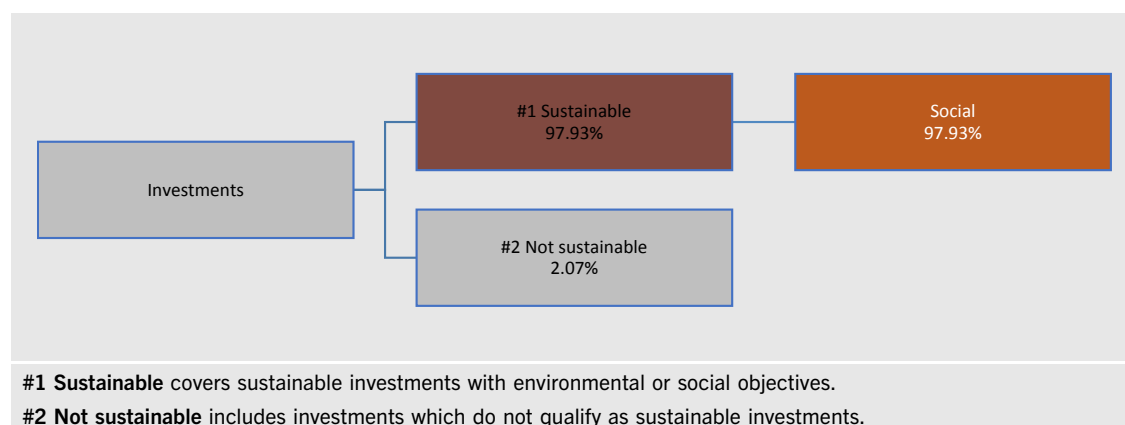 #1 Sustainable
97.93%
Social
97.93%
Investments
#2 Not sustainable
2.07%
#1 Sustainable covers sustainable investments with environmental or social objectives.
#2 Not sustainable includes investments which do not qualify as sustainable investments.